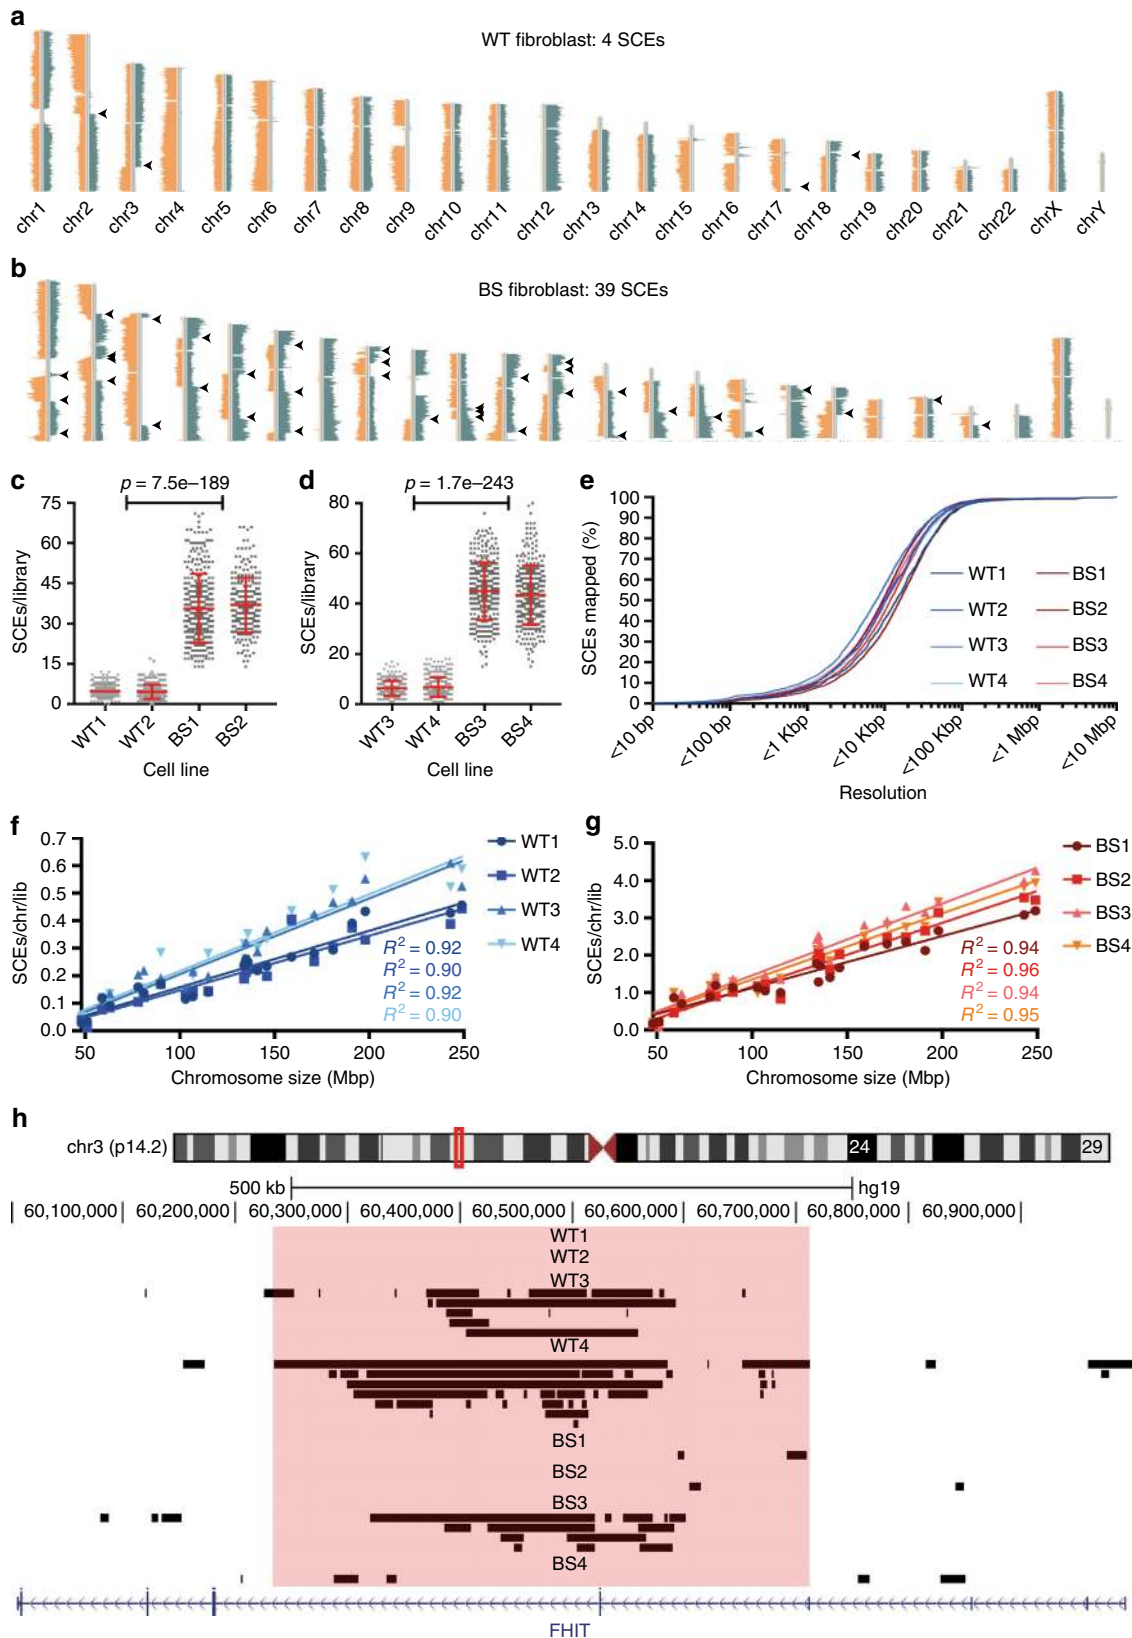 a
WT fibroblast: 4 SCEs
chr1 chr2 chr3 chr4 chr5 chr6 chr7 chr8 chr9 chr10 chr11 chr12 chr13 chr14 chr15 chr16 chr17 chr18 chr19 chr20 chr21 chr22 chrX chrY
b
BS fibroblast: 39 SCEs
c
p = 7.5e–189
75
60
45
30
15
0
SCEs/library
WT1 WT2 BS1 BS2
Cell line
d
p = 1.7e–243
80
60
40
20
0
SCEs/library
WT3 WT4 BS3 BS4
Cell line
e
100
90
80
70
60
50
40
30
20
10
0
SCEs mapped (%)
WT1 BS1
WT2 BS2
WT3 BS3
WT4 BS4
<10 bp <100 bp <1 Kbp <10 Kbp <100 Kbp <1 Mbp <10 Mbp
Resolution
f
0.7
0.6
0.5
0.4
0.3
0.2
0.1
0.0
SCEs/chr/lib
WT1
WT2
WT3
WT4
R² = 0.92
R² = 0.90
R² = 0.92
R² = 0.90
50 100 150 200 250
Chromosome size (Mbp)
g
5.0
4.0
3.0
2.0
1.0
0.0
SCEs/chr/lib
BS1
BS2
BS3
BS4
R² = 0.94
R² = 0.96
R² = 0.94
R² = 0.95
50 100 150 200 250
Chromosome size (Mbp)
h
chr3 (p14.2) 24 29
500 kb hg19
60,100,000 60,200,000 60,300,000 60,400,000 60,500,000 60,600,000 60,700,000 60,800,000 60,900,000
WT1
WT2
WT3
WT4
BS1
BS2
BS3
BS4
FHIT